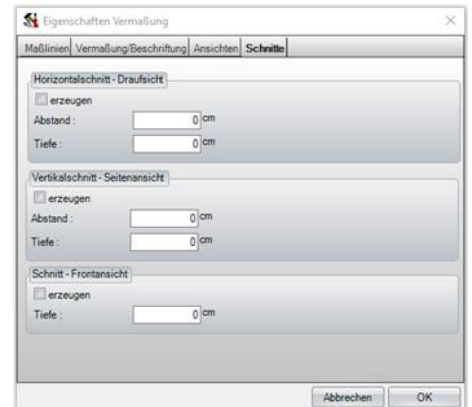 Eigenschaften Vermaßung
Maßlinien Vermaßung/Beschriftung Ansichten Schnitte
Horizontalschnitt - Draufsicht
erzeugen
Abstand : 0 cm
Tiefe : 0 cm
Vertikalschnitt - Seitenansicht
erzeugen
Abstand : 0 cm
Tiefe : 0 cm
Schnitt - Frontansicht
erzeugen
Tiefe : 0 cm
Abbrechen OK